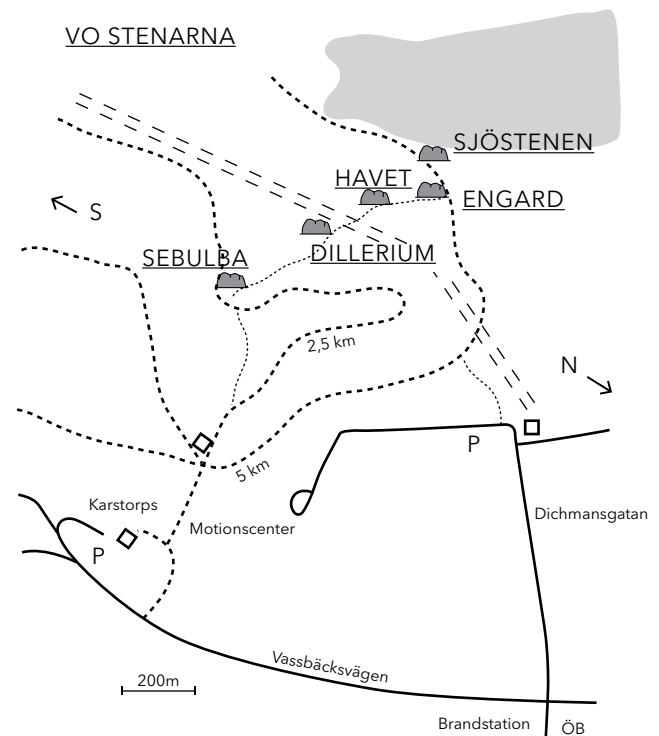 VO STENARNA
SJÖSTENEN
HAVET
ENGARD
S
DILLERIUM
SEBULBA
2,5 km
N
P
5 km
Karstorps
Motionscenter
Dichmansgatan
P
Vassbäcksvägen
200m
Brandstation
ÖB